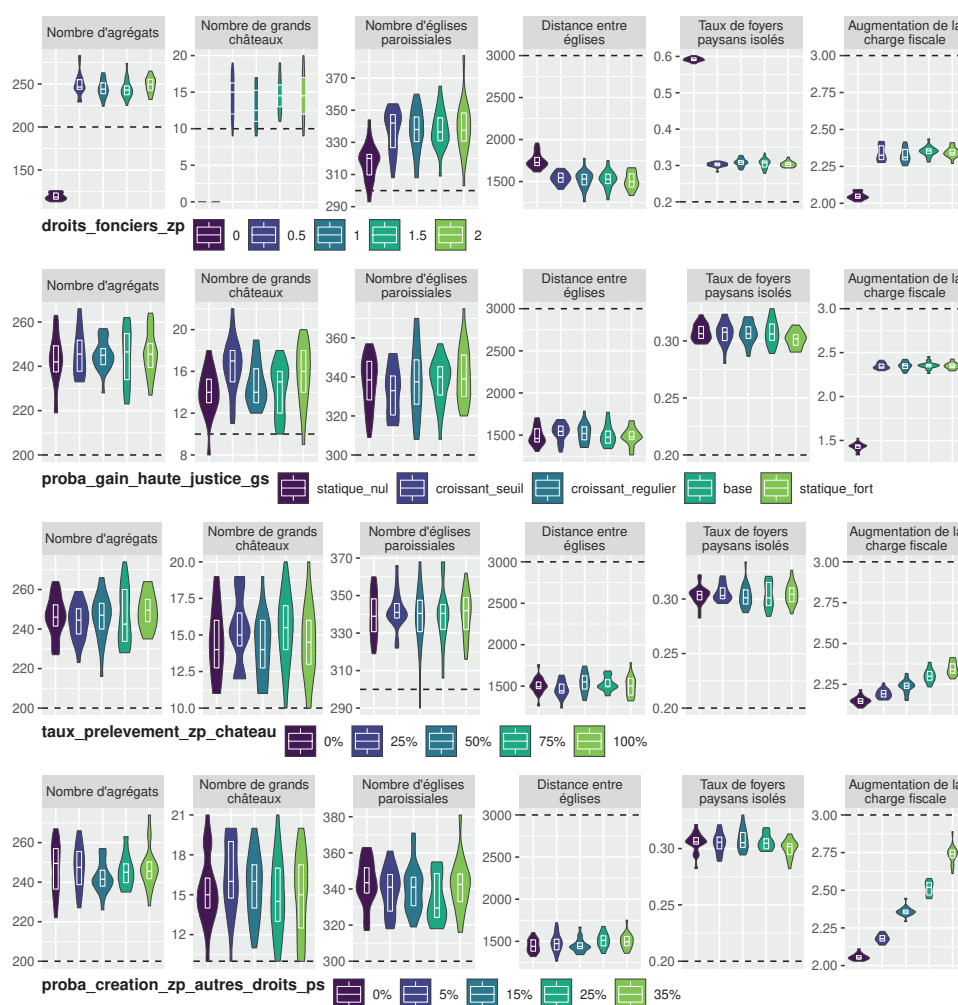 Nombre d'agrégats
Nombre de grands
châteaux
Nombre d'églises
paroissiales
Distance entre
églises
Taux de foyers
paysans isolés
Augmentation de la
charge fiscale
250
200
150
20
15
10
5
0
370
350
330
310
290
3000
2500
2000
1500
0.6
0.5
0.4
0.3
0.2
3.00
2.75
2.50
2.25
2.00
droits_fonciers_zp 0 0.5 1 1.5 2
Nombre d'agrégats
Nombre de grands
châteaux
Nombre d'églises
paroissiales
Distance entre
églises
Taux de foyers
paysans isolés
Augmentation de la
charge fiscale
260
240
220
200
20
16
12
8
360
340
320
300
3000
2500
2000
1500
0.30
0.25
0.20
3.0
2.5
2.0
1.5
proba_gain_haute_justice_gs statique_nul croissant_seuil croissant_regulier base statique_fort
Nombre d'agrégats
Nombre de grands
châteaux
Nombre d'églises
paroissiales
Distance entre
églises
Taux de foyers
paysans isolés
Augmentation de la
charge fiscale
260
240
220
200
20.0
17.5
15.0
12.5
10.0
370
350
330
310
290
3000
2500
2000
1500
0.30
0.25
0.20
3.00
2.75
2.50
2.25
taux_prelevement_zp_chateau 0% 25% 50% 75% 100%
Nombre d'agrégats
Nombre de grands
châteaux
Nombre d'églises
paroissiales
Distance entre
églises
Taux de foyers
paysans isolés
Augmentation de la
charge fiscale
260
240
220
200
21
18
15
12
380
360
340
320
300
3000
2500
2000
1500
0.30
0.25
0.20
3.00
2.75
2.50
2.25
2.00
proba_creation_zp_autres_droits_ps 0% 5% 15% 25% 35%